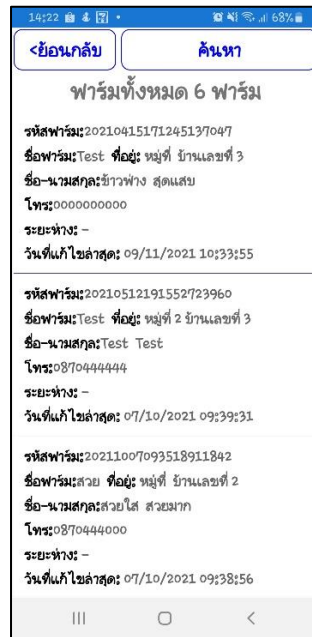 14:22
68%
<ย้อนกลับ
ค้นหา
ฟาร์มทั้งหมด 6 ฟาร์ม
รหัสฟาร์ม:20210415171245137047
ชื่อฟาร์ม:Test ที่อยู่: หมู่ที่ บ้านเลขที่ 3
ชื่อ-นามสกุล:ข้าวฟ่าง สุดแสบ
โทร:0000000000
ระยะห่าง: -
วันที่แก้ไขล่าสุด: 09/11/2021 10:33:55
รหัสฟาร์ม:20210512191552723960
ชื่อฟาร์ม:Test ที่อยู่: หมู่ที่ 2 บ้านเลขที่ 3
ชื่อ-นามสกุล:Test Test
โทร:0870444444
ระยะห่าง: -
วันที่แก้ไขล่าสุด: 07/10/2021 09:39:31
รหัสฟาร์ม:20211007093518911842
ชื่อฟาร์ม:สวย ที่อยู่: หมู่ที่ บ้านเลขที่ 2
ชื่อ-นามสกุล:สวยใส สวยมาก
โทร:0870444000
ระยะห่าง: -
วันที่แก้ไขล่าสุด: 07/10/2021 09:38:56